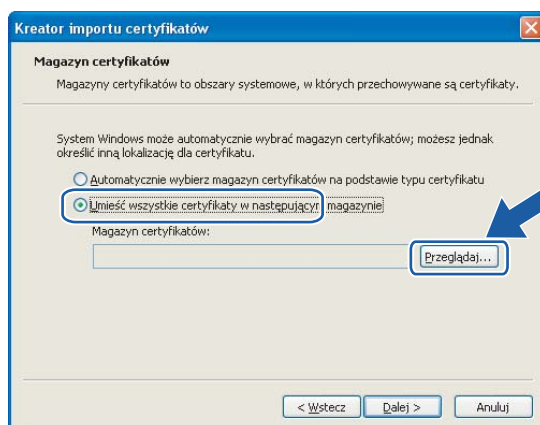 Kreator importu certyfikatów
Magazyn certyfikatów
Magazyny certyfikatów to obszary systemowe, w których przechowywane są certyfikaty.
System Windows może automatycznie wybrać magazyn certyfikatów; możesz jednak
określić inną lokalizację dla certyfikatu.
Automatycznie wybierz magazyn certyfikatów na podstawie typu certyfikatu
Umieść wszystkie certyfikaty w następującym magazynie
Magazyn certyfikatów:
Przeglądaj...
< Wstecz Dalej > Anuluj